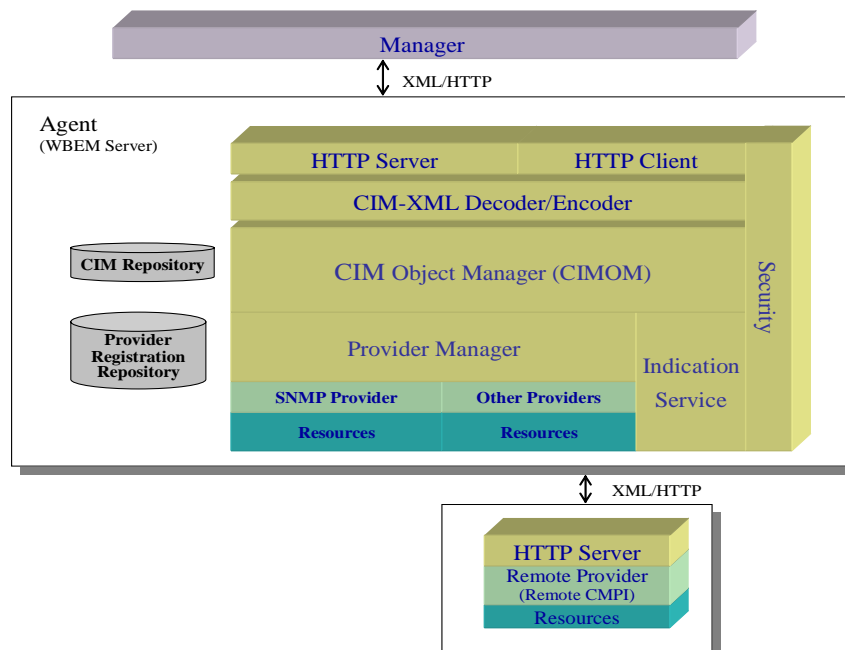 Manager
XML/HTTP
Agent
(WBEM Server)
HTTP Server
HTTP Client
CIM-XML Decoder/Encoder
CIM Repository
CIM Object Manager (CIMOM)
Security
Provider
Registration
Repository
Provider Manager
Indication
Service
SNMP Provider
Other Providers
Resources
Resources
XML/HTTP
HTTP Server
Remote Provider
(Remote CMPI)
Resources